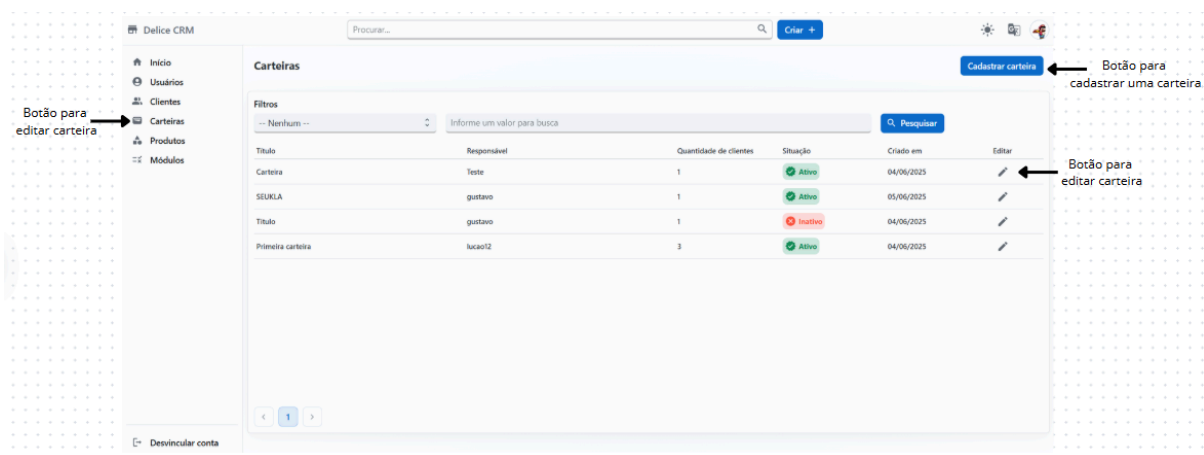 Delice CRM
Procurar...
Criar +
Início
Usuários
Clientes
Carteiras
Produtos
Módulos
Desvincular conta
Botão para
editar carteira
Carteiras
Cadastrar carteira
Botão para
cadastrar uma carteira
Filtros
-- Nenhum --
Informe um valor para busca
Pesquisar
Título Responsável Quantidade de clientes Situação Criado em Editar
Carteira Teste 1 Ativo 04/06/2025
SEUKLA gustavo 1 Ativo 05/06/2025
Titulo gustavo 1 Inativo 04/06/2025
Primeira carteira lucao12 3 Ativo 04/06/2025
Botão para
editar carteira
< 1 >